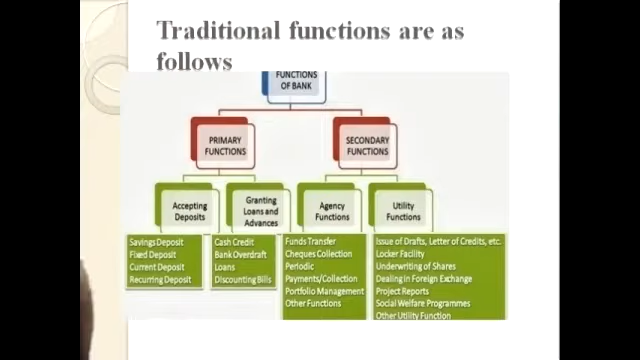 Traditional functions are as
follows
FUNCTIONS
OF BANK
PRIMARY
FUNCTIONS
SECONDARY
FUNCTIONS
Accepting
Deposits
Granting
Loans and
Advances
Agency
Functions
Utility
Functions
Savings Deposit
Fixed Deposit
Current Deposit
Recurring Deposit
Cash Credit
Bank Overdraft
Loans
Discounting Bills
Funds Transfer
Cheques Collection
Periodic
Payments/Collection
Portfolio Management
Other Functions
Issue of Drafts, Letter of Credits, etc.
Locker Facility
Underwriting of Shares
Dealing in Foreign Exchange
Project Reports
Social Welfare Programmes
Other Utility Function